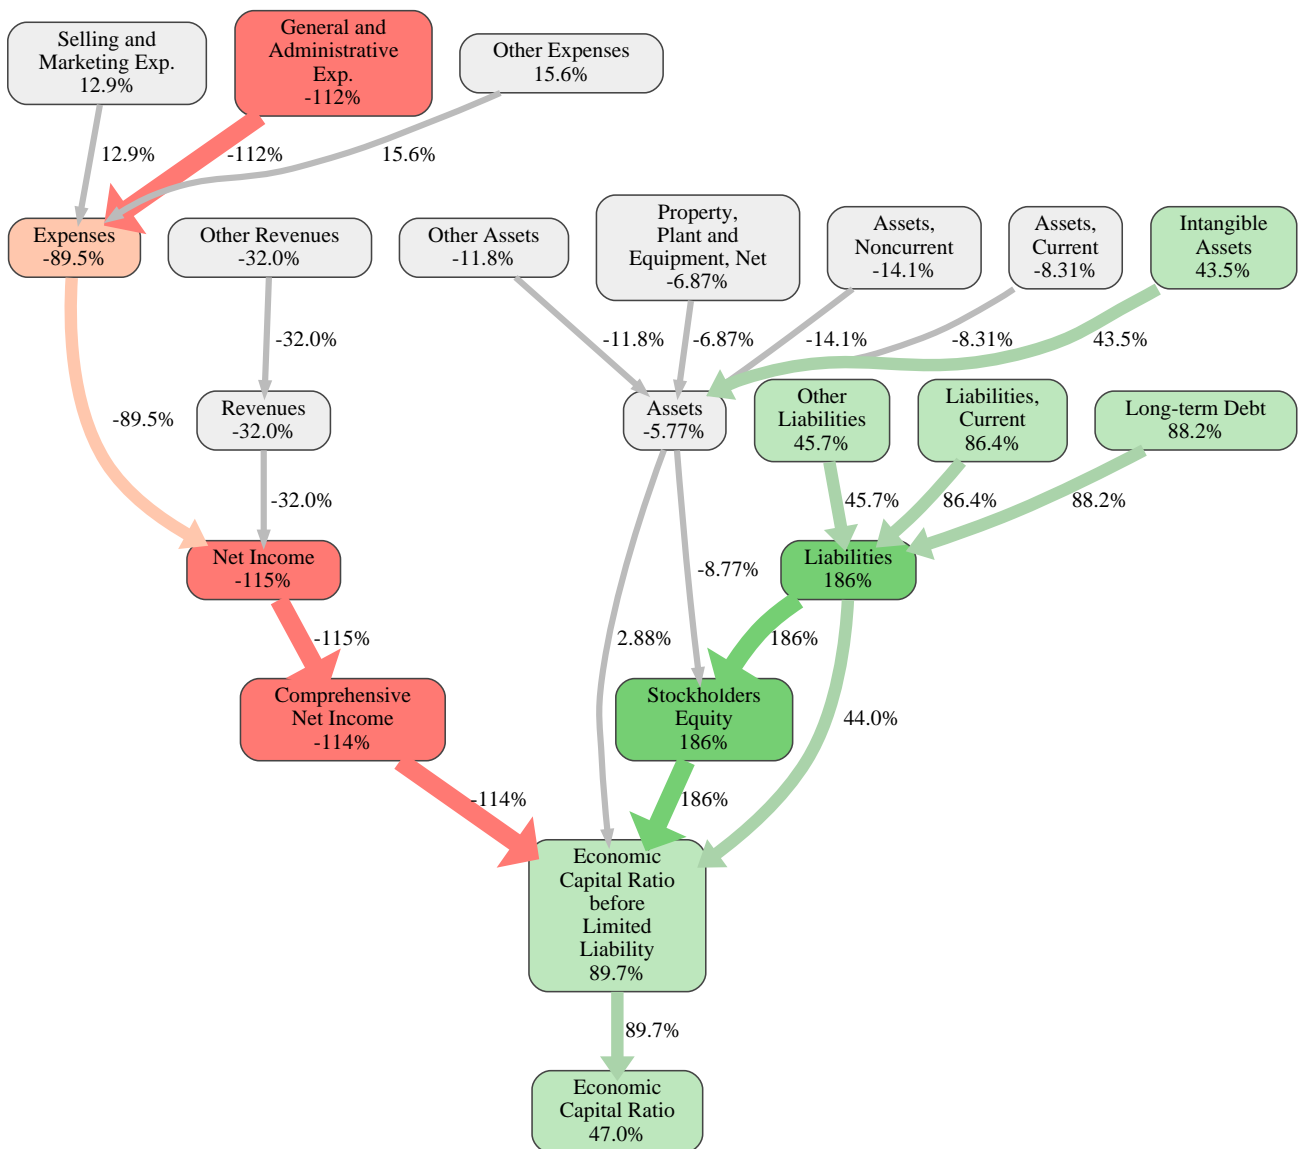 Selling and
Marketing Exp.
12.9%
General and
Administrative
Exp.
-112%
Other Expenses
15.6%
12.9%
-112%
15.6%
Expenses
-89.5%
Other Revenues
-32.0%
Other Assets
-11.8%
Property,
Plant and
Equipment, Net
-6.87%
Assets,
Noncurrent
-14.1%
Assets,
Current
-8.31%
Intangible
Assets
43.5%
-32.0%
-11.8%
-6.87%
-14.1%
-8.31%
43.5%
-89.5%
Revenues
-32.0%
Assets
-5.77%
Other
Liabilities
45.7%
Liabilities,
Current
86.4%
Long-term Debt
88.2%
-32.0%
45.7%
86.4%
88.2%
Net Income
-115%
-8.77%
Liabilities
186%
-115%
2.88%
186%
Comprehensive
Net Income
-114%
Stockholders
Equity
186%
44.0%
-114%
186%
Economic
Capital Ratio
before
Limited
Liability
89.7%
89.7%
Economic
Capital Ratio
47.0%